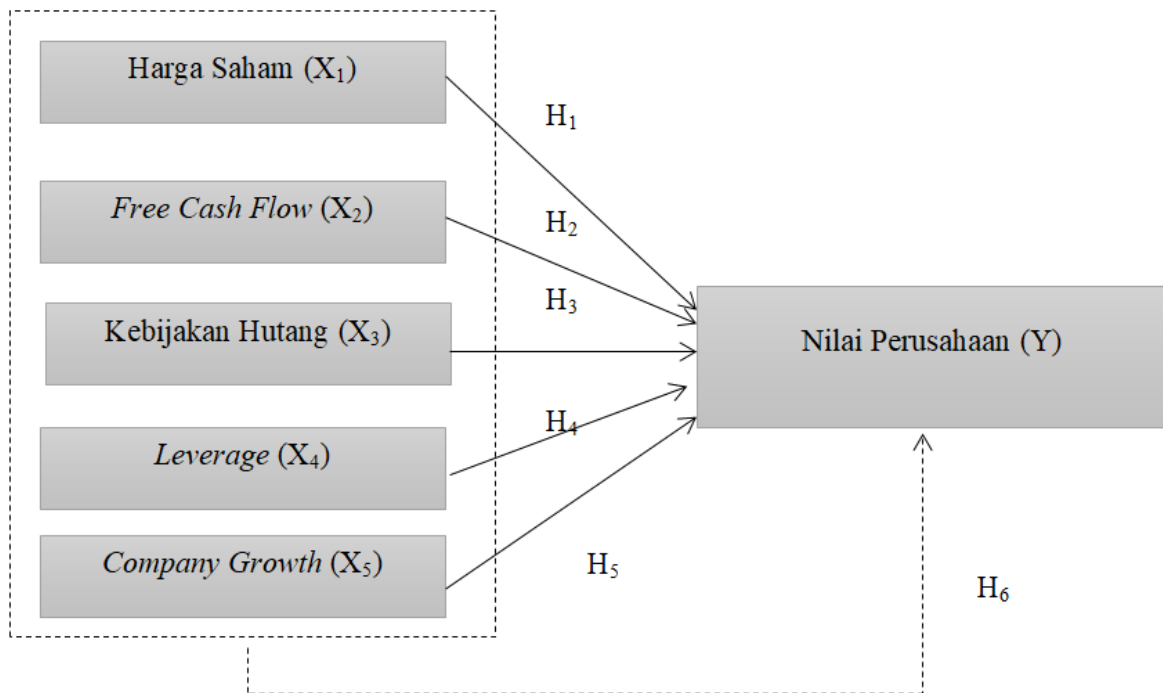 Harga Saham (X₁)
H₁
Free Cash Flow (X₂)
H₂
H₃
Kebijakan Hutang (X₃)
Nilai Perusahaan (Y)
H₄
Leverage (X₄)
Company Growth (X₅)
H₅
H₆